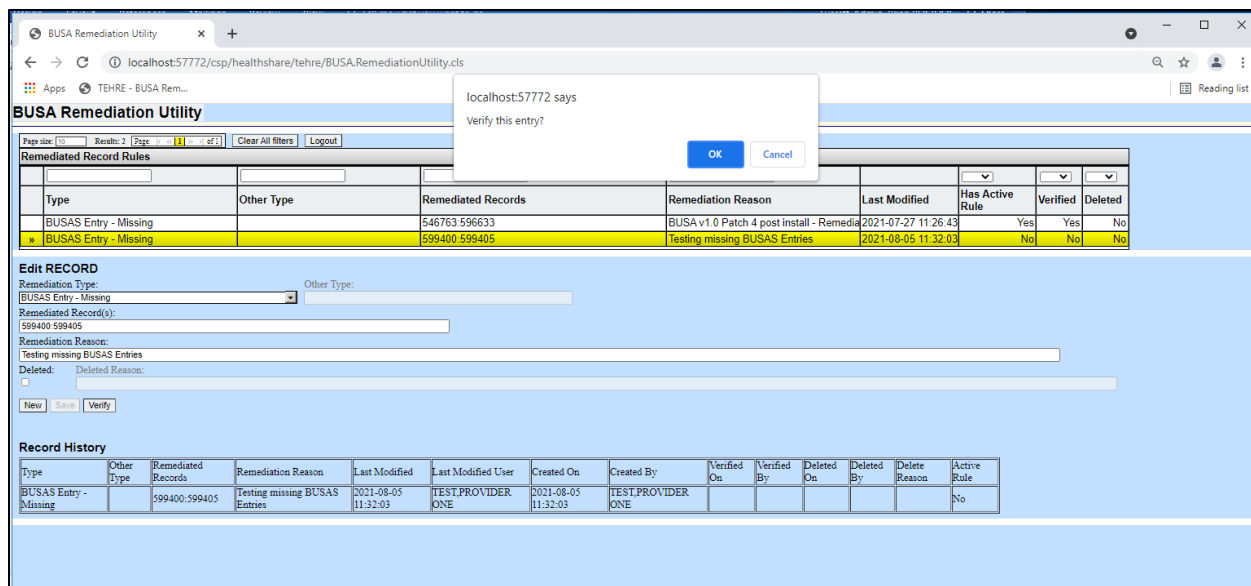 BUSA Remediation Utility
localhost:57772/csp/healthshare/tehre/BUSA.RemediationUtility.cls
Apps TEHRE - BUSA Rem... Reading list
localhost:57772 says
Verify this entry?
OK Cancel
BUSA Remediation Utility
Page size: 10 Results: 2 Page: |< << 1 >> >| of 1 Clear All filters Logout
Remediated Record Rules
Type Other Type Remediated Records Remediation Reason Last Modified Has Active Rule Verified Deleted
BUSAS Entry - Missing 546763:596633 BUSA v1.0 Patch 4 post install - Remedia 2021-07-27 11:26:43 Yes Yes No
» BUSAS Entry - Missing 599400:599405 Testing missing BUSAS Entries 2021-08-05 11:32:03 No No No
Edit RECORD
Remediation Type: Other Type:
BUSAS Entry - Missing
Remediated Record(s):
599400:599405
Remediation Reason:
Testing missing BUSAS Entries
Deleted: Deleted Reason:
New Save Verify
Record History
Type Other Type Remediated Records Remediation Reason Last Modified Last Modified User Created On Created By Verified On Verified By Deleted On Deleted By Delete Reason Active Rule
BUSAS Entry - Missing 599400:599405 Testing missing BUSAS Entries 2021-08-05 11:32:03 TEST,PROVIDER ONE 2021-08-05 11:32:03 TEST,PROVIDER ONE No